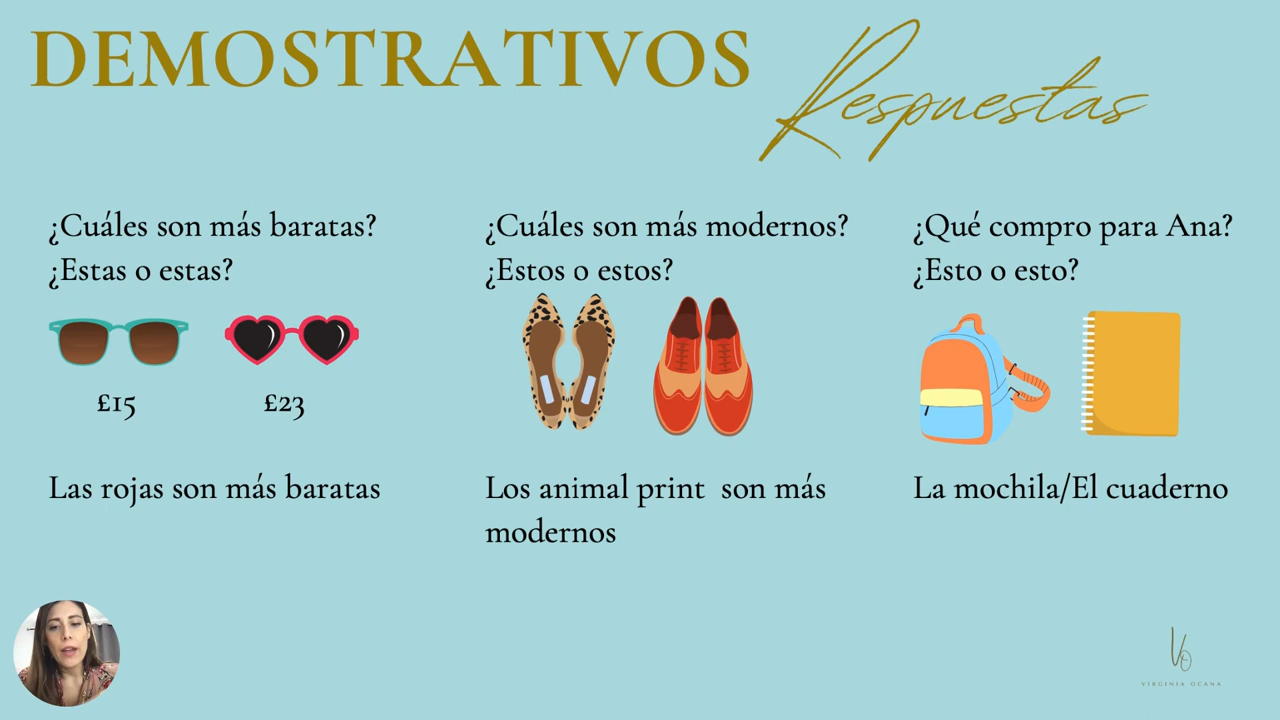 DEMOSTRATIVOS
Respuestas
¿Cuáles son más baratas?
¿Estas o estas?
£15
£23
Las rojas son más baratas
¿Cuáles son más modernos?
¿Estos o estos?
Los animal print son más
modernos
¿Qué compro para Ana?
¿Esto o esto?
La mochila/El cuaderno
VO
VIRGINIA OCANA